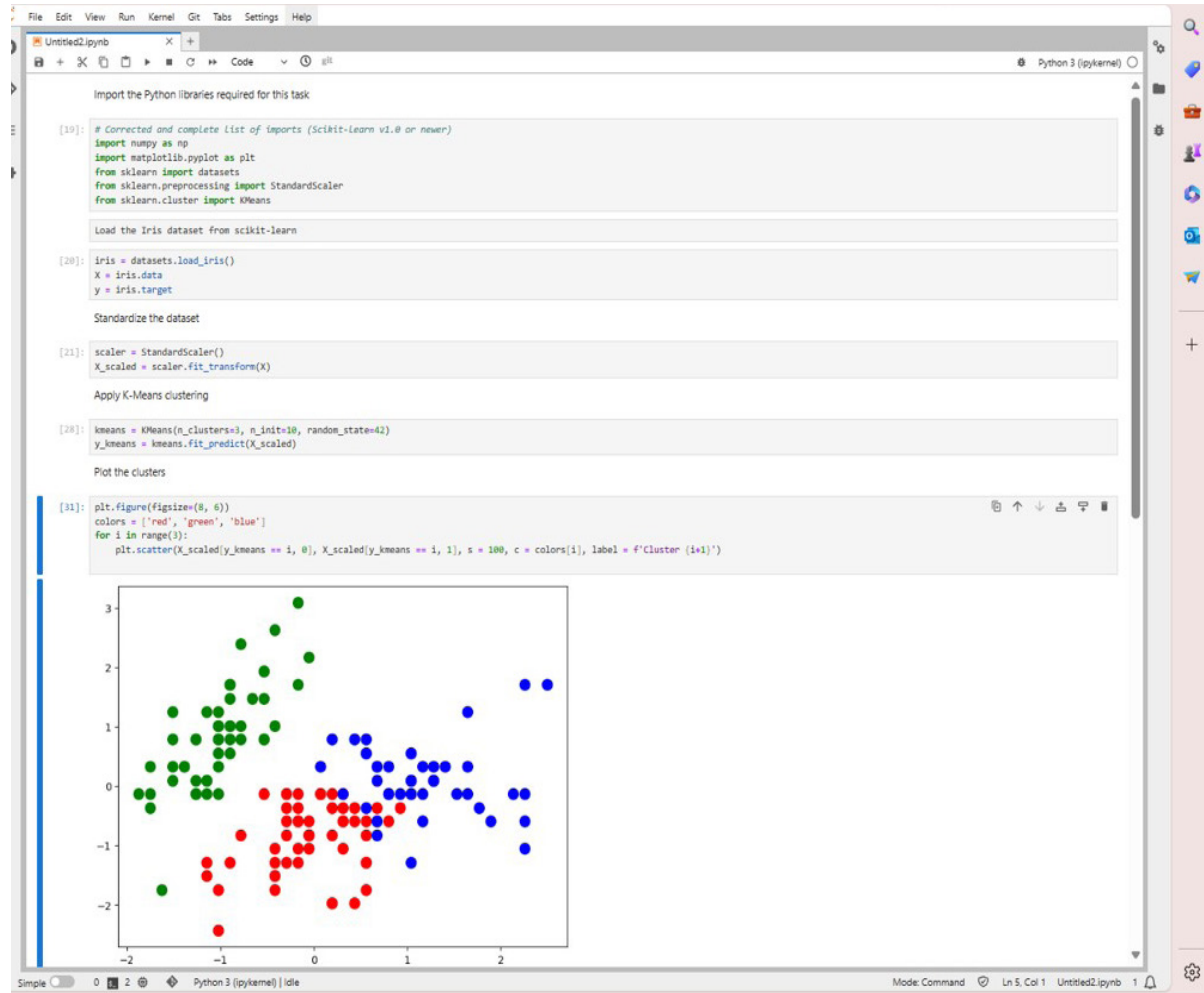 File Edit View Run Kernel Git Tabs Settings Help
Untitled2.ipynb
Code git Python 3 (ipykernel)
Import the Python libraries required for this task
[19]: # Corrected and complete list of imports (Scikit-Learn v1.0 or newer)
import numpy as np
import matplotlib.pyplot as plt
from sklearn import datasets
from sklearn.preprocessing import StandardScaler
from sklearn.cluster import KMeans
Load the Iris dataset from scikit-learn
[20]: iris = datasets.load_iris()
X = iris.data
y = iris.target
Standardize the dataset
[21]: scaler = StandardScaler()
X_scaled = scaler.fit_transform(X)
Apply K-Means clustering
[28]: kmeans = KMeans(n_clusters=3, n_init=10, random_state=42)
y_kmeans = kmeans.fit_predict(X_scaled)
Plot the clusters
[31]: plt.figure(figsize=(8, 6))
colors = ['red', 'green', 'blue']
for i in range(3):
plt.scatter(X_scaled[y_kmeans == i, 0], X_scaled[y_kmeans == i, 1], s = 100, c = colors[i], label = f'Cluster {i+1}')
3
2
1
0
−1
−2
−2 −1 0 1 2
Simple 0 2 Python 3 (ipykernel) | Idle Mode: Command Ln 5, Col 1 Untitled2.ipynb 1